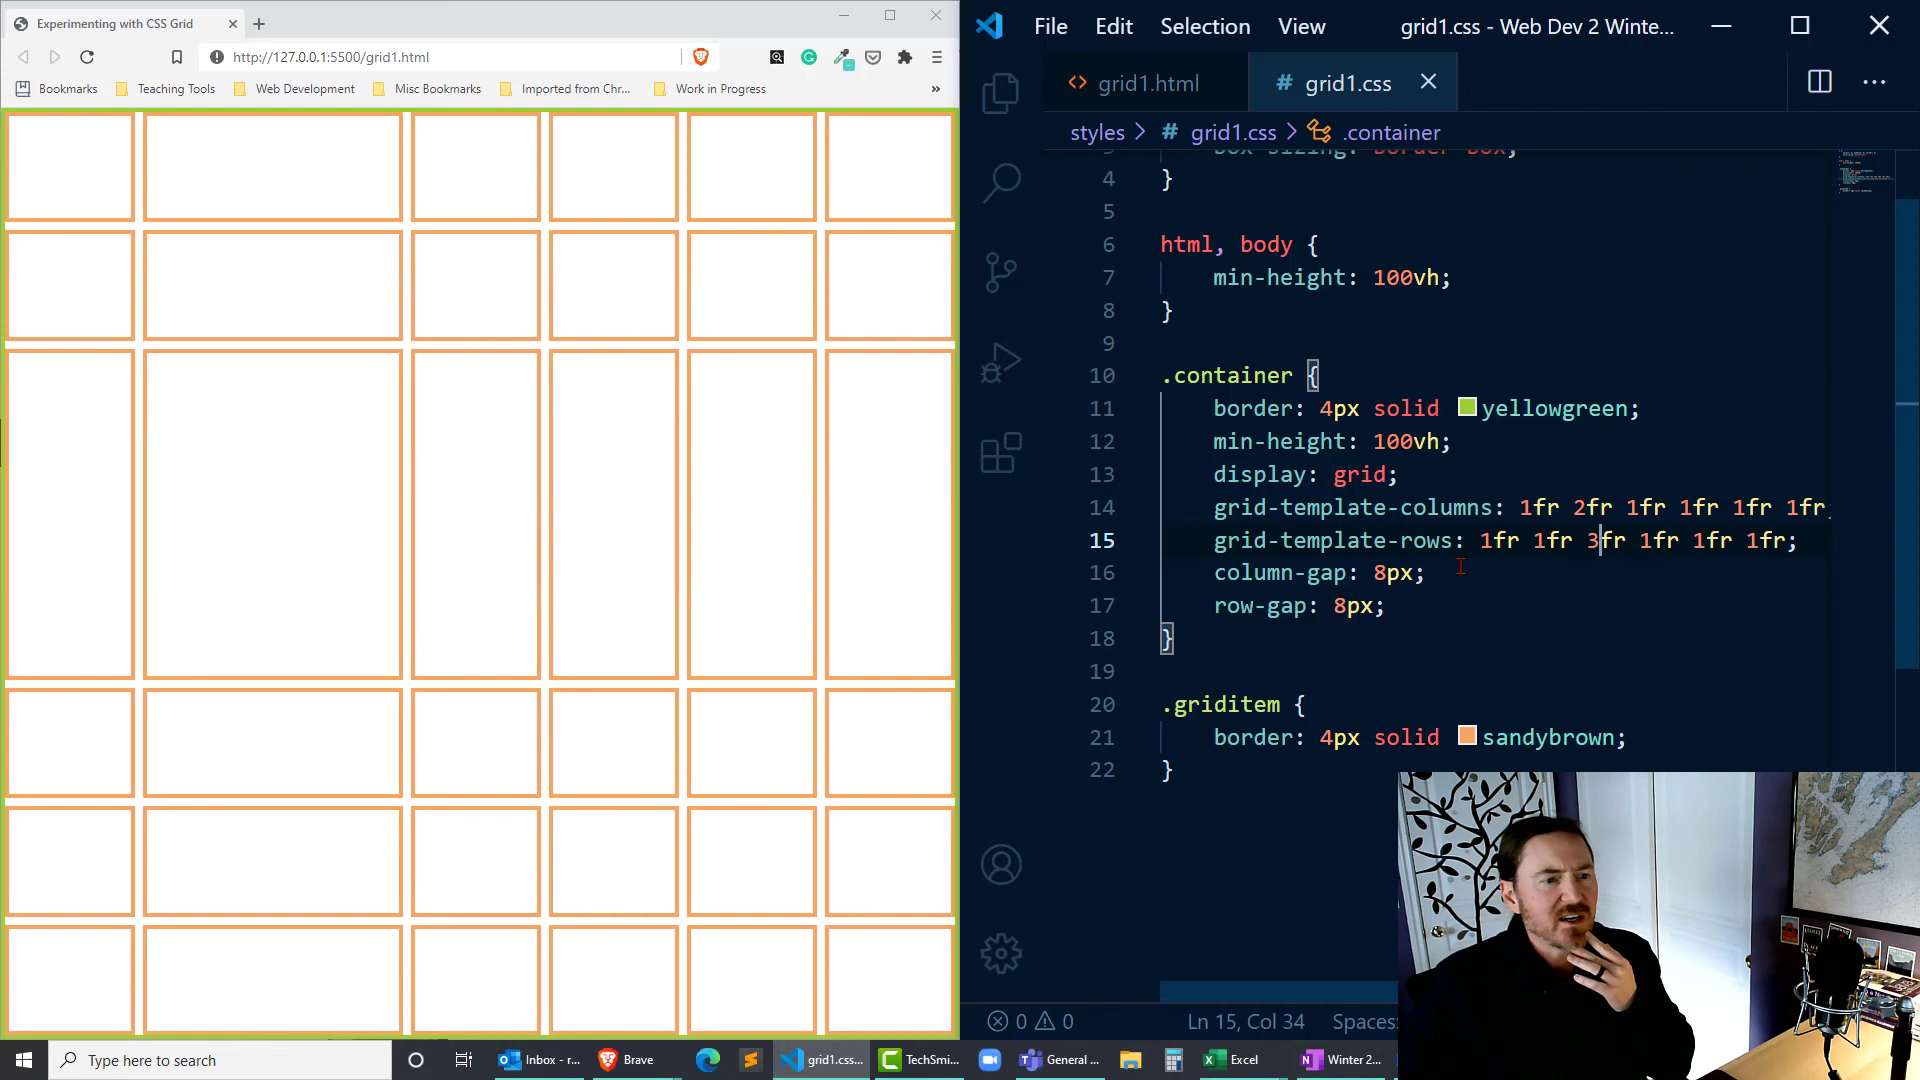 Experimenting with CSS Grid
http://127.0.0.1:5500/grid1.html
Bookmarks Teaching Tools Web Development Misc Bookmarks Imported from Chr... Work in Progress »
File Edit Selection View grid1.css - Web Dev 2 Winte...
grid1.html # grid1.css
styles > # grid1.css > .container
box-sizing: border-box;
4 }
5
6 html, body {
7 min-height: 100vh;
8 }
9
10 .container {
11 border: 4px solid yellowgreen;
12 min-height: 100vh;
13 display: grid;
14 grid-template-columns: 1fr 2fr 1fr 1fr 1fr 1fr;
15 grid-template-rows: 1fr 1fr 3fr 1fr 1fr 1fr;
16 column-gap: 8px;
17 row-gap: 8px;
18 }
19
20 .griditem {
21 border: 4px solid sandybrown;
22 }
0 0 Ln 15, Col 34 Spaces:
Type here to search Inbox - r... Brave grid1.css... TechSmi... General ... Excel Winter 2...